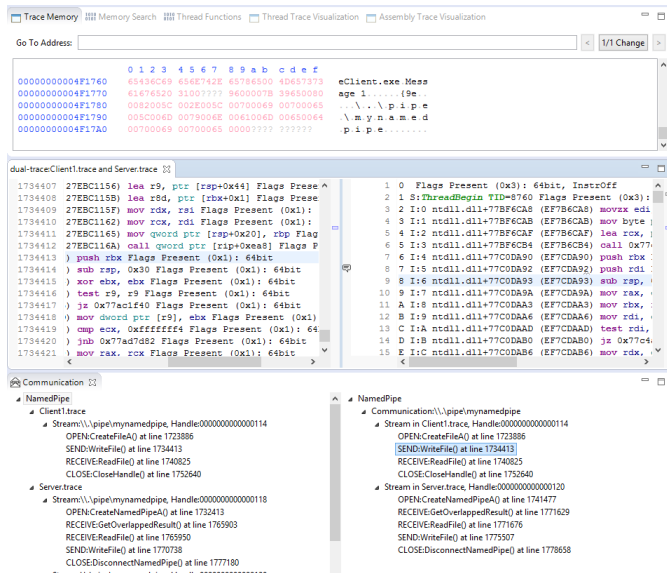 Trace Memory Memory Search Thread Functions Thread Trace Visualization Assembly Trace Visualization
Go To Address: < 1/1 Change >
0 1 2 3 4 5 6 7 8 9 a b c d e f
00000000004F1760 65436C69 656E742E 65786500 4D657373 eClient.exe.Mess
00000000004F1770 61676520 3100???? 9600007B 39650080 age 1......{9e..
00000000004F1780 0082005C 002E005C 00700069 00700065 ...\...\.p.i.p.e
00000000004F1790 005C006D 0079006E 0061006D 00650064 .\.m.y.n.a.m.e.d
00000000004F17A0 00700069 00700065 0000???? ?????? .p.i.p.e........
dual-trace:Client1.trace and Server.trace
1734407 27EBC1156) lea r9, ptr [rsp+0x44] Flags Prese
1734408 27EBC115B) lea r8d, ptr [rbx+0x1] Flags Prese
1734409 27EBC115F) mov rdx, rsi Flags Present (0x1):
1734410 27EBC1162) mov rcx, rdi Flags Present (0x1):
1734411 27EBC1165) mov qword ptr [rsp+0x20], rbp Flag
1734412 27EBC116A) call qword ptr [rip+0xea8] Flags P
1734413 ) push rbx Flags Present (0x1): 64bit
1734414 ) sub rsp, 0x30 Flags Present (0x1): 64bit
1734415 ) xor ebx, ebx Flags Present (0x1): 64bit
1734416 ) test r9, r9 Flags Present (0x1): 64bit
1734417 ) jz 0x77ac1f40 Flags Present (0x1): 64bit
1734418 ) mov dword ptr [r9], ebx Flags Present (0x1)
1734419 ) cmp ecx, 0xfffffff4 Flags Present (0x1): 64
1734420 ) jnb 0x77ad7d82 Flags Present (0x1): 64bit
1734421 ) mov rax, rcx Flags Present (0x1): 64bit
1 0 Flags Present (0x3): 64bit, InstrOff
2 1 S:ThreadBegin TID=8760 Flags Present (0x3):
3 2 I:0 ntdll.dll+77BF6CA8 (EF7B6CA8) movzx edi
4 3 I:1 ntdll.dll+77BF6CAB (EF7B6CAB) mov byte
5 4 I:2 ntdll.dll+77BF6CAF (EF7B6CAF) lea rcx,
6 5 I:3 ntdll.dll+77BF6CB4 (EF7B6CB4) call 0x77
7 6 I:4 ntdll.dll+77C0DA90 (EF7CDA90) push rbx
8 7 I:5 ntdll.dll+77C0DA92 (EF7CDA92) push rdi
9 8 I:6 ntdll.dll+77C0DA93 (EF7CDA93) sub rsp,
10 9 I:7 ntdll.dll+77C0DA9A (EF7CDA9A) mov rax,
11 A I:8 ntdll.dll+77C0DAA3 (EF7CDAA3) mov rbx,
12 B I:9 ntdll.dll+77C0DAA6 (EF7CDAA6) mov rdi,
13 C I:A ntdll.dll+77C0DAAD (EF7CDAAD) test rdi,
14 D I:B ntdll.dll+77C0DAB0 (EF7CDAB0) jz 0x77c4
15 E I:C ntdll.dll+77C0DAB6 (EF7CDAB6) mov rdx,
Communication
NamedPipe
Client1.trace
Stream:\\.\pipe\mynamedpipe, Handle:0000000000000114
OPEN:CreateFileA() at line 1723886
SEND:WriteFile() at line 1734413
RECEIVE:ReadFile() at line 1740825
CLOSE:CloseHandle() at line 1752640
Server.trace
Stream:\\.\pipe\mynamedpipe, Handle:0000000000000118
OPEN:CreateNamedPipeA() at line 1732413
RECEIVE:GetOverlappedResult() at line 1765903
RECEIVE:ReadFile() at line 1765950
SEND:WriteFile() at line 1770738
CLOSE:DisconnectNamedPipe() at line 1777180
NamedPipe
Communication:\\.\pipe\mynamedpipe
Stream in Client1.trace, Handle:0000000000000114
OPEN:CreateFileA() at line 1723886
SEND:WriteFile() at line 1734413
RECEIVE:ReadFile() at line 1740825
CLOSE:CloseHandle() at line 1752640
Stream in Server.trace, Handle:0000000000000120
OPEN:CreateNamedPipeA() at line 1741477
RECEIVE:GetOverlappedResult() at line 1771629
RECEIVE:ReadFile() at line 1771676
SEND:WriteFile() at line 1775507
CLOSE:DisconnectNamedPipe() at line 1778658